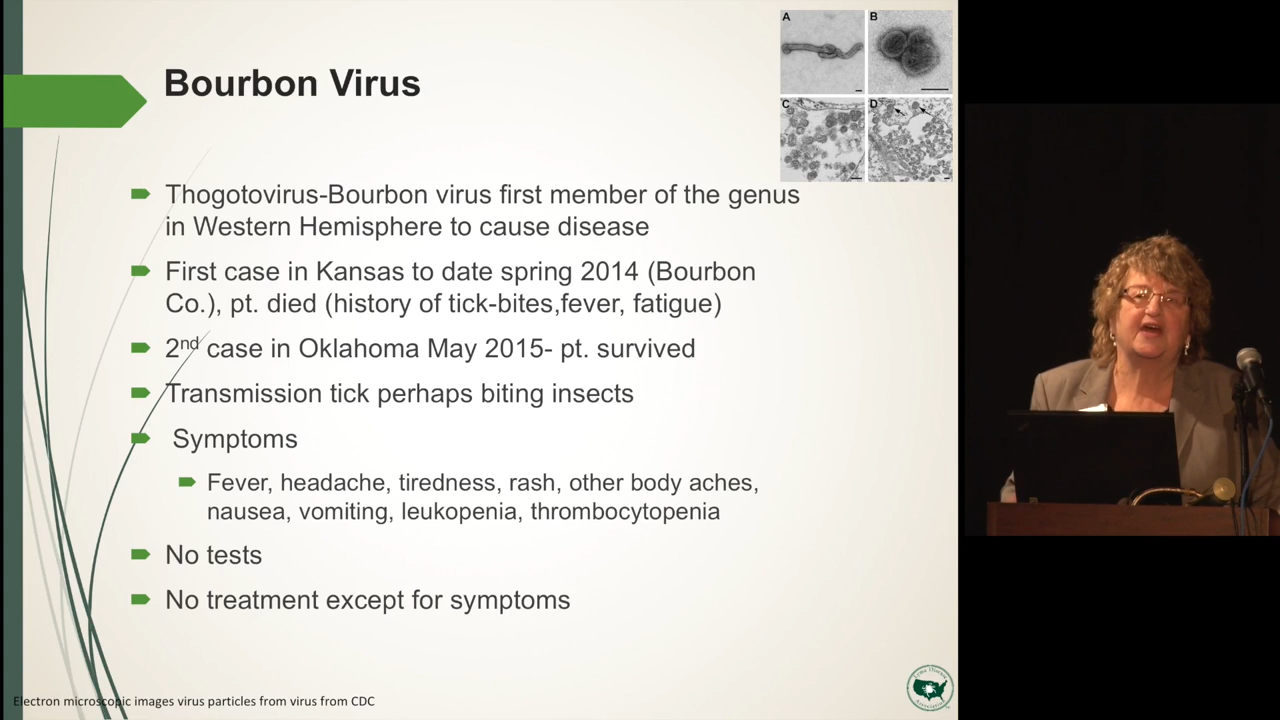 A
B
C
D
Bourbon Virus
Thogotovirus-Bourbon virus first member of the genus
in Western Hemisphere to cause disease
First case in Kansas to date spring 2014 (Bourbon
Co.), pt. died (history of tick-bites,fever, fatigue)
2nd case in Oklahoma May 2015- pt. survived
Transmission tick perhaps biting insects
Symptoms
Fever, headache, tiredness, rash, other body aches,
nausea, vomiting, leukopenia, thrombocytopenia
No tests
No treatment except for symptoms
Electron microscopic images virus particles from virus from CDC
Lyme Disease
Association